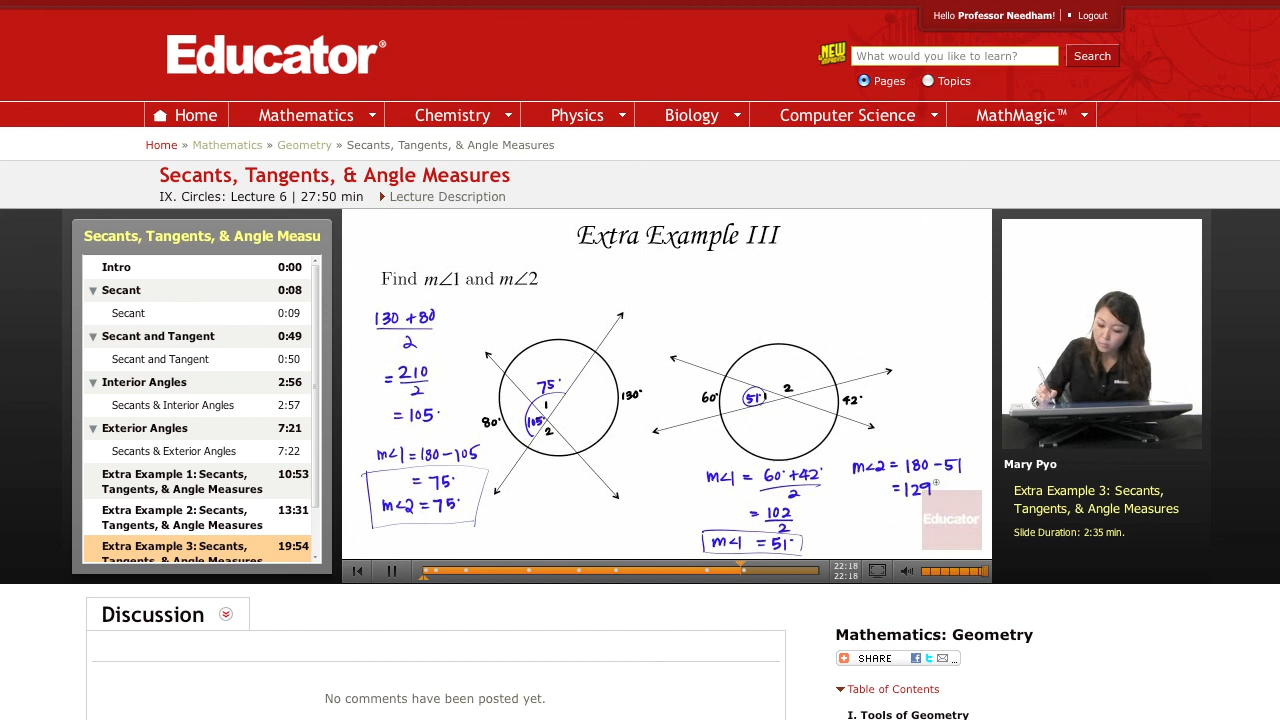 Hello Professor Needham! Logout
Educator®
NEW
What would you like to learn? Search
Pages Topics
Home Mathematics Chemistry Physics Biology Computer Science MathMagic™
Home » Mathematics » Geometry » Secants, Tangents, & Angle Measures
Secants, Tangents, & Angle Measures
IX. Circles: Lecture 6 | 27:50 min Lecture Description
Secants, Tangents, & Angle Measu
Intro 0:00
Secant 0:08
Secant 0:09
Secant and Tangent 0:49
Secant and Tangent 0:50
Interior Angles 2:56
Secants & Interior Angles 2:57
Exterior Angles 7:21
Secants & Exterior Angles 7:22
Extra Example 1: Secants, 10:53
Tangents, & Angle Measures
Extra Example 2: Secants, 13:31
Tangents, & Angle Measures
Extra Example 3: Secants, 19:54
Tangents, & Angle Measures
Extra Example III
Find m∠1 and m∠2
130 + 80
2
= 210
2
= 105°
m∠1 = 180 - 105
= 75°
m∠2 = 75°
75°
1
105°
2
80°
130°
60°
51°
1
2
42°
m∠1 = 60° + 42°
2
= 102
2
m∠1 = 51°
m∠2 = 180 - 51
= 129
Educator
22:18
22:18
Mary Pyo
Extra Example 3: Secants,
Tangents, & Angle Measures
Slide Duration: 2:35 min.
Discussion
No comments have been posted yet.
Mathematics: Geometry
SHARE
Table of Contents
I. Tools of Geometry